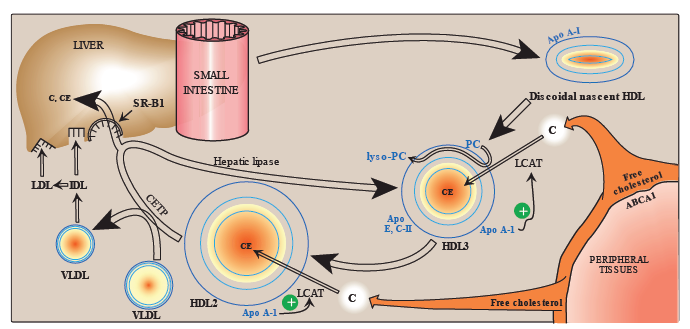 LIVER
SMALL
INTESTINE
Apo A-I
C, CE
SR-B1
Discoidal nascent HDL
C
PC
lyso-PC
Hepatic lipase
LCAT
Free
cholesterol
ABCA1
LDL
IDL
CETP
CE
CE
Apo
E, C-II
Apo A-1
HDL3
PERIPHERAL
TISSUES
VLDL
VLDL
HDL2
LCAT
Apo A-1
C
Free cholesterol